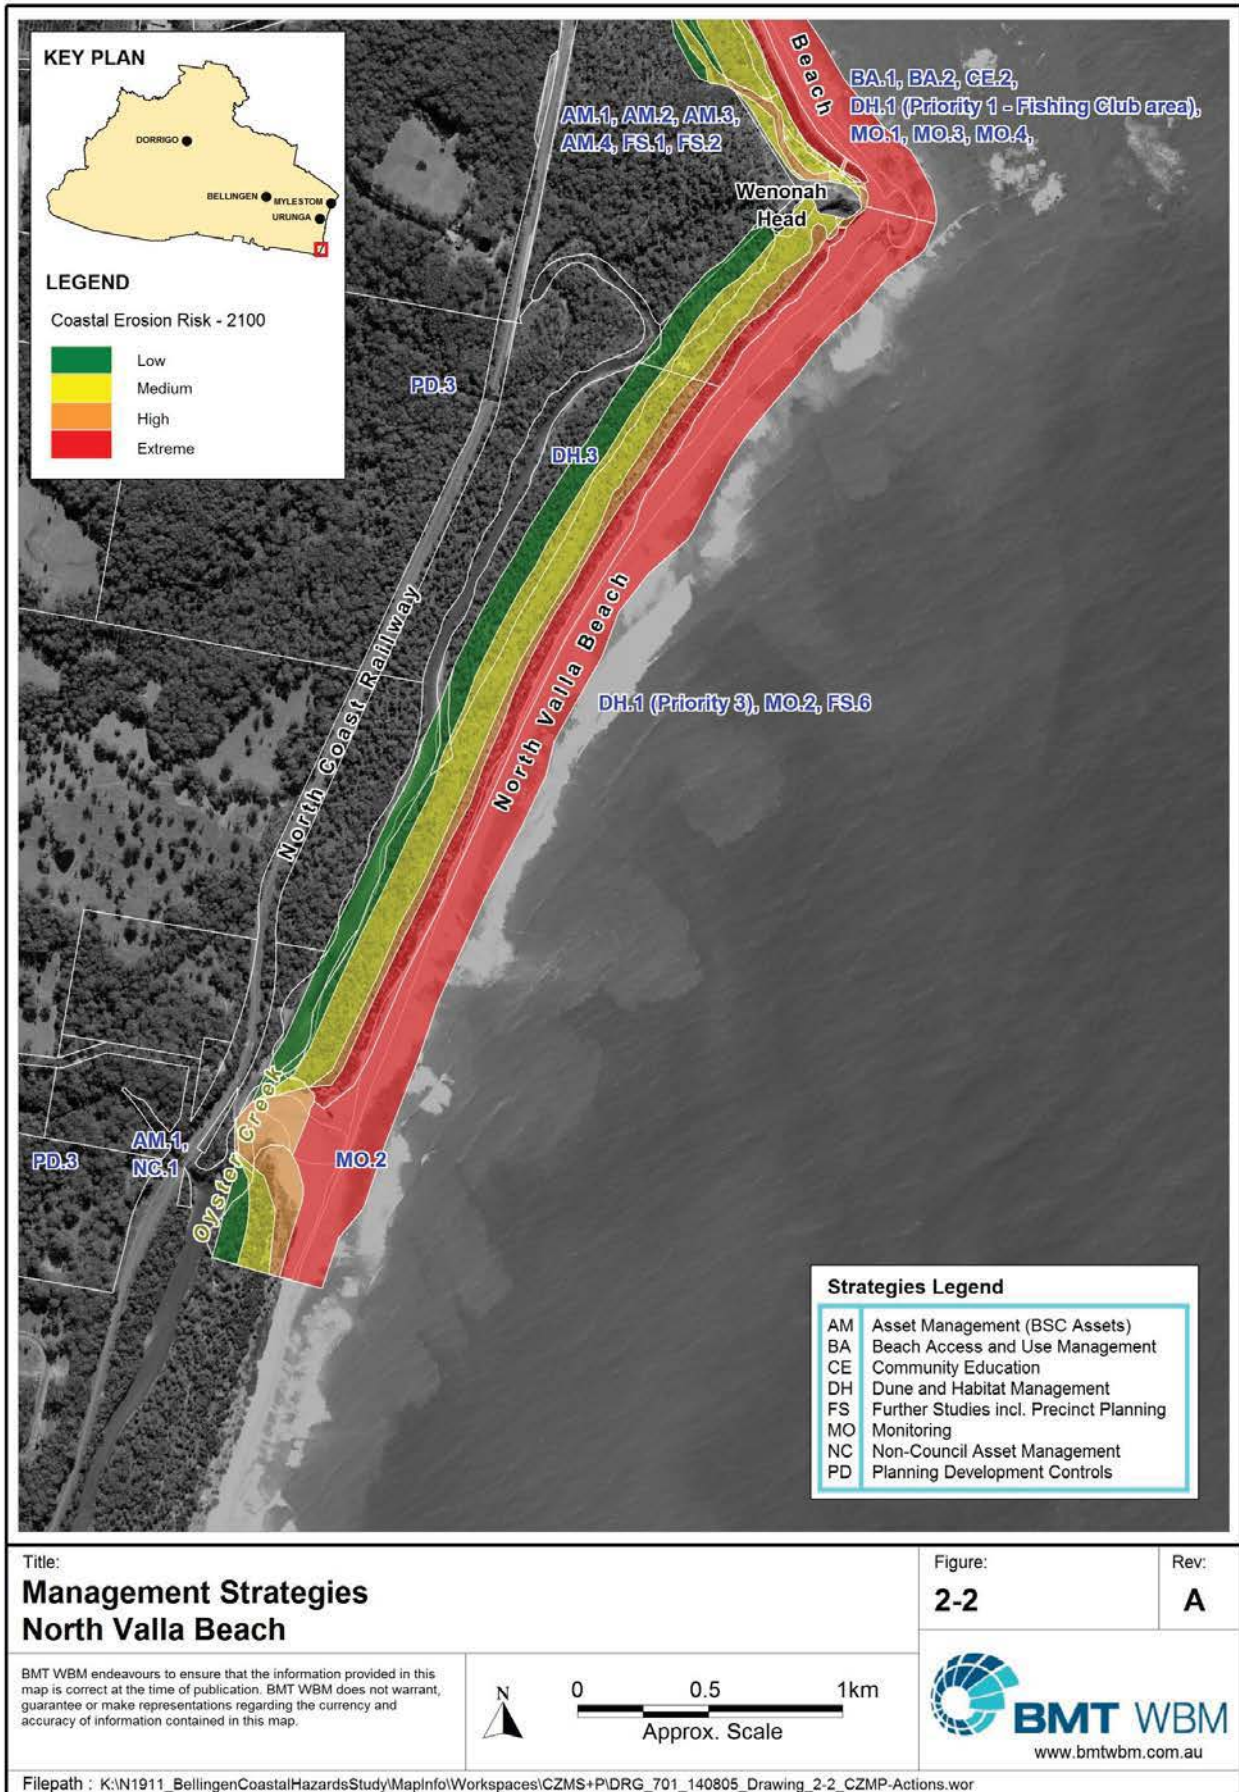 KEY PLAN
DORRIGO
BELLINGEN
MYLESTOM
URUNGA
LEGEND
Coastal Erosion Risk - 2100
Low
Medium
High
Extreme
Beach
BA.1, BA.2, CE.2,
DH.1 (Priority 1 - Fishing Club area),
MO.1, MO.3, MO.4,
AM.1, AM.2, AM.3,
AM.4, FS.1, FS.2
Wenonah
Head
PD.3
DH.3
North Coast Railway
North Valla Beach
DH.1 (Priority 3), MO.2, FS.6
Oyster Creek
AM.1,
NC.1
PD.3
MO.2
Strategies Legend
AM Asset Management (BSC Assets)
BA Beach Access and Use Management
CE Community Education
DH Dune and Habitat Management
FS Further Studies incl. Precinct Planning
MO Monitoring
NC Non-Council Asset Management
PD Planning Development Controls
Title:
Management Strategies
North Valla Beach
Figure:
2-2
Rev:
A
BMT WBM endeavours to ensure that the information provided in this
map is correct at the time of publication. BMT WBM does not warrant,
guarantee or make representations regarding the currency and
accuracy of information contained in this map.
N
0 0.5 1km
Approx. Scale
BMT WBM
www.bmtwbm.com.au
Filepath : K:\N1911_BellingenCoastalHazardsStudy\MapInfo\Workspaces\CZMS+P\DRG_701_140805_Drawing_2-2_CZMP-Actions.wor